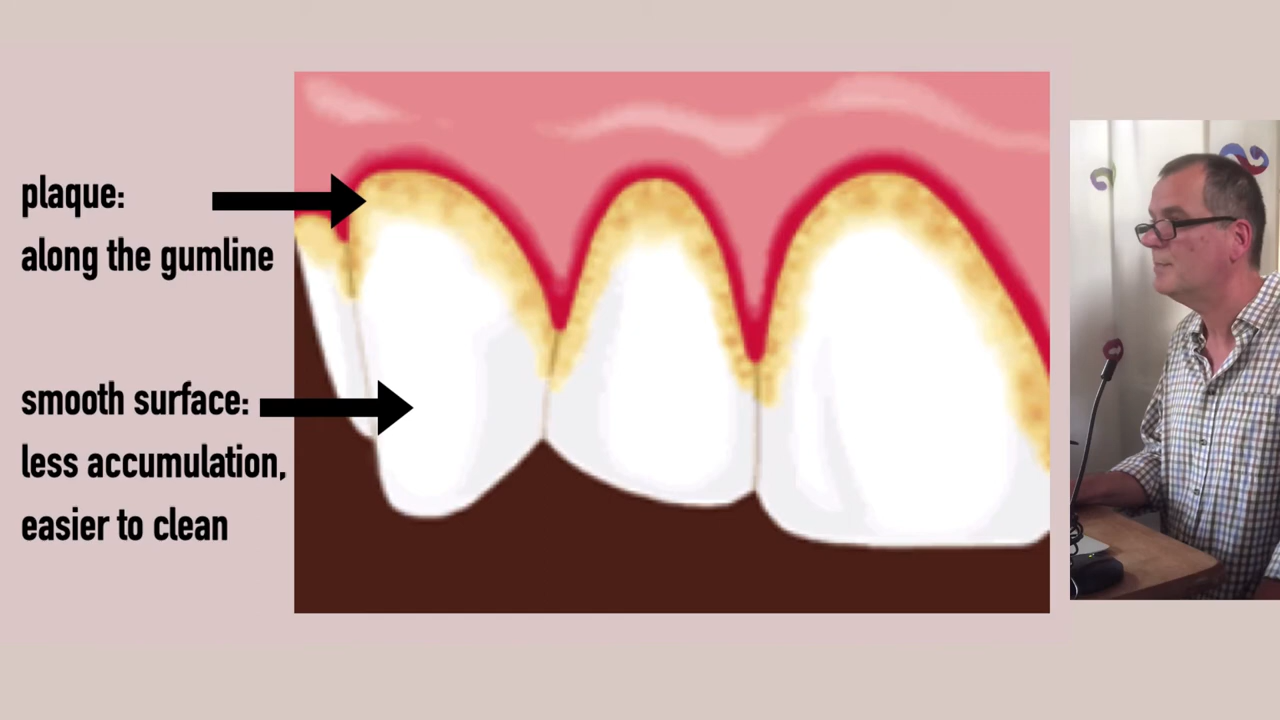 plaque:
along the gumline
smooth surface:
less accumulation,
easier to clean